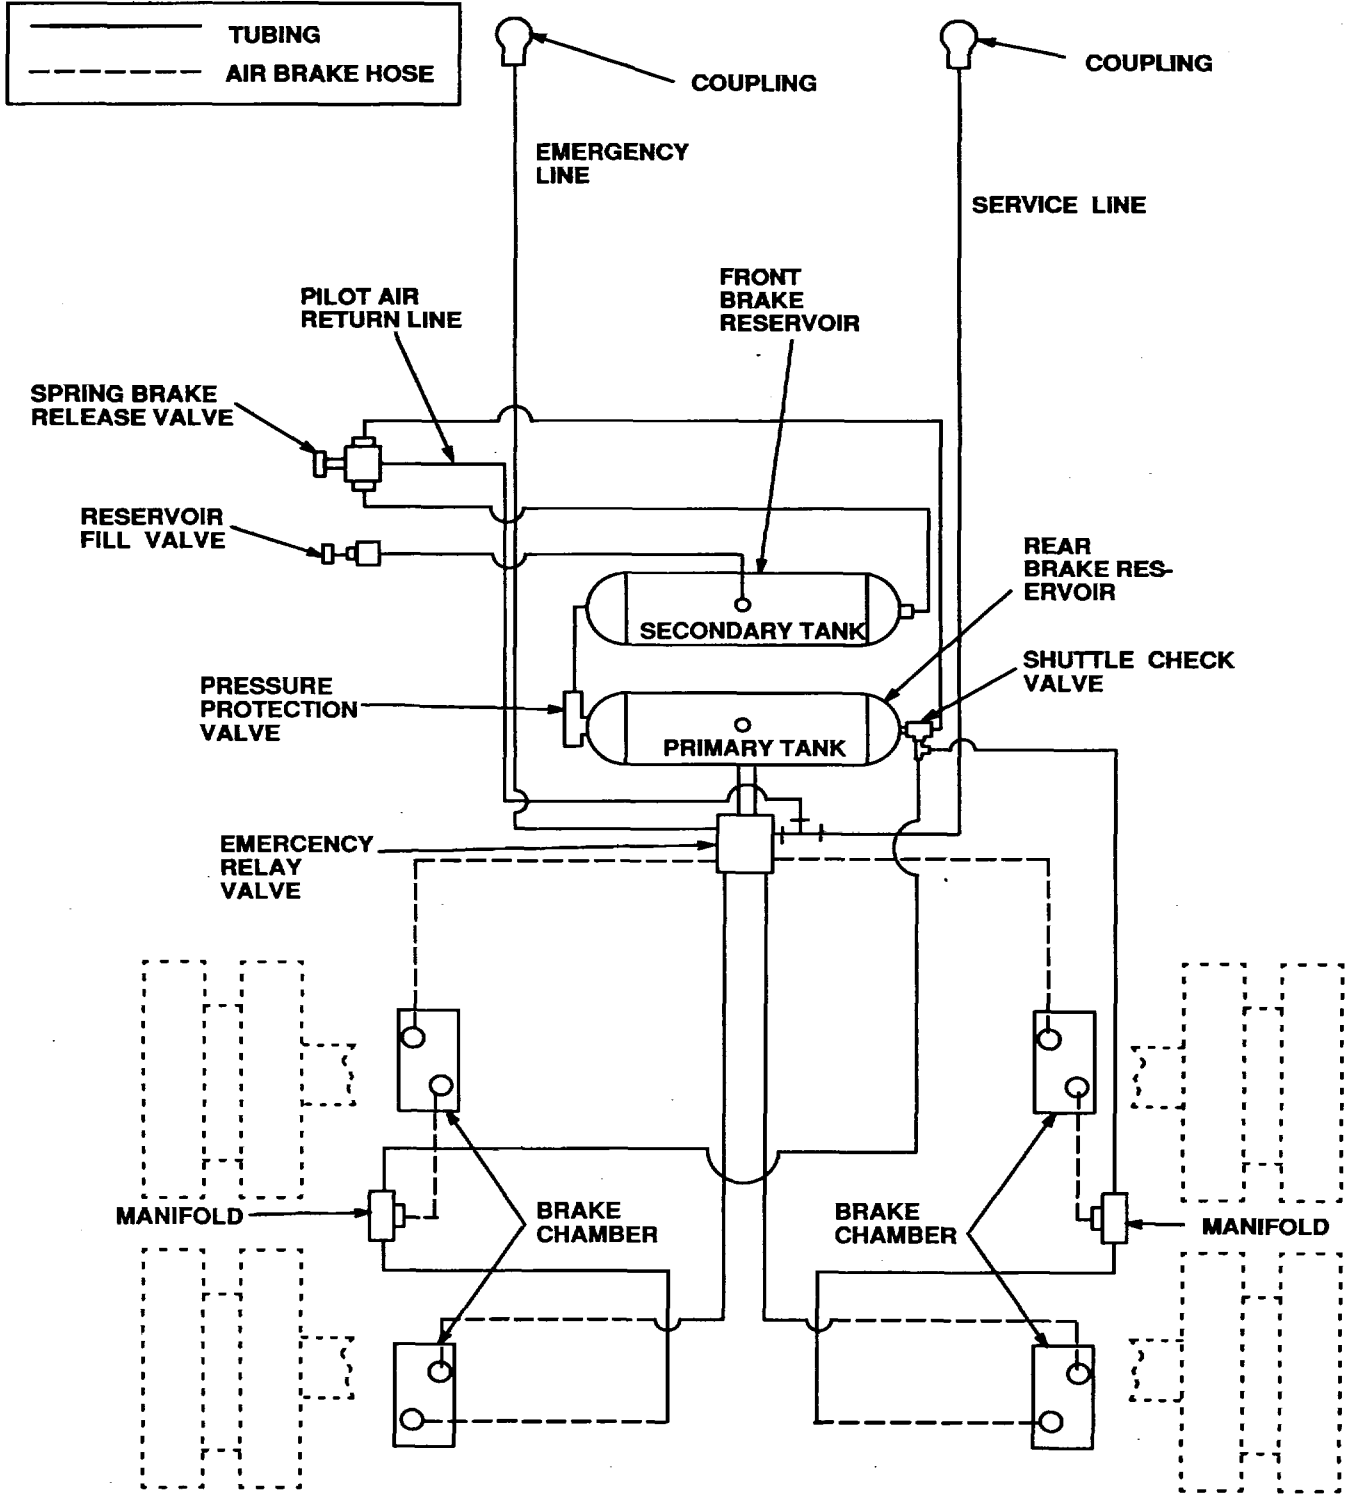 TUBING
AIR BRAKE HOSE
COUPLING
COUPLING
EMERGENCY
LINE
SERVICE LINE
PILOT AIR
RETURN LINE
FRONT
BRAKE
RESERVOIR
SPRING BRAKE
RELEASE VALVE
RESERVOIR
FILL VALVE
REAR
BRAKE RES-
ERVOIR
SECONDARY TANK
SHUTTLE CHECK
VALVE
PRESSURE
PROTECTION
VALVE
PRIMARY TANK
EMERCENCY
RELAY
VALVE
MANIFOLD
BRAKE
CHAMBER
BRAKE
CHAMBER
MANIFOLD